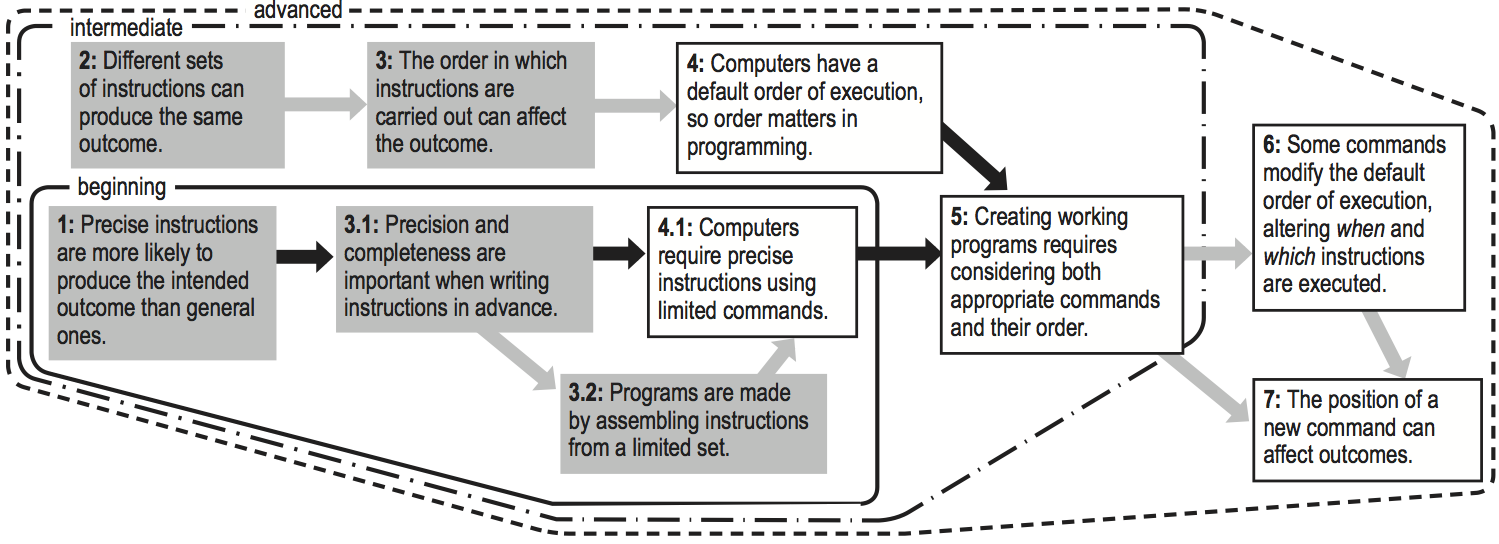 advanced
intermediate
2: Different sets
of instructions can
produce the same
outcome.
3: The order in which
instructions are
carried out can affect
the outcome.
4: Computers have a
default order of execution,
so order matters in
programming.
beginning
1: Precise instructions
are more likely to
produce the intended
outcome than general
ones.
3.1: Precision and
completeness are
important when writing
instructions in advance.
4.1: Computers
require precise
instructions using
limited commands.
3.2: Programs are made
by assembling instructions
from a limited set.
5: Creating working
programs requires
considering both
appropriate commands
and their order.
6: Some commands
modify the default
order of execution,
altering when and
which instructions
are executed.
7: The position of a
new command can
affect outcomes.